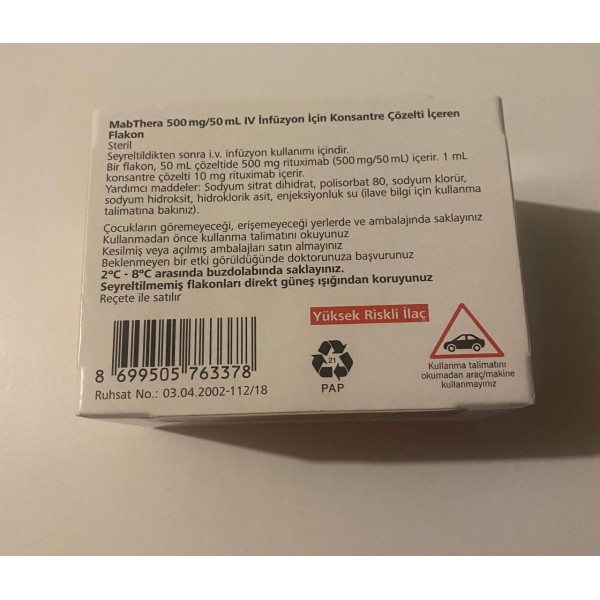 MabThera 500 mg/50 mL IV İnfüzyon İçin Konsantre Çözelti İçeren
Flakon
Steril
Seyreltildikten sonra i.v. infüzyon kullanımı içindir.
Bir flakon, 50 mL çözeltide 500 mg rituximab (500 mg/50 mL) içerir. 1 mL
konsantre çözelti 10 mg rituximab içerir.
Yardımcı maddeler: Sodyum sitrat dihidrat, polisorbat 80, sodyum klorür,
sodyum hidroksit, hidroklorik asit, enjeksiyonluk su (ilave bilgi için kullanma
talimatına bakınız).
Çocukların göremeyeceği, erişemeyeceği yerlerde ve ambalajında saklayınız
Kullanmadan önce kullanma talimatını okuyunuz
Kesilmiş veya açılmış ambalajları satın almayınız
Beklenmeyen bir etki görüldüğünde doktorunuza başvurunuz
2°C - 8°C arasında buzdolabında saklayınız.
Seyreltilmemiş flakonları direkt güneş ışığından koruyunuz
Reçete ile satılır
Yüksek Riskli İlaç
21
PAP
Kullanma talimatını
okumadan araç/makine
kullanmayınız
8 699505 763378
Ruhsat No.: 03.04.2002-112/18